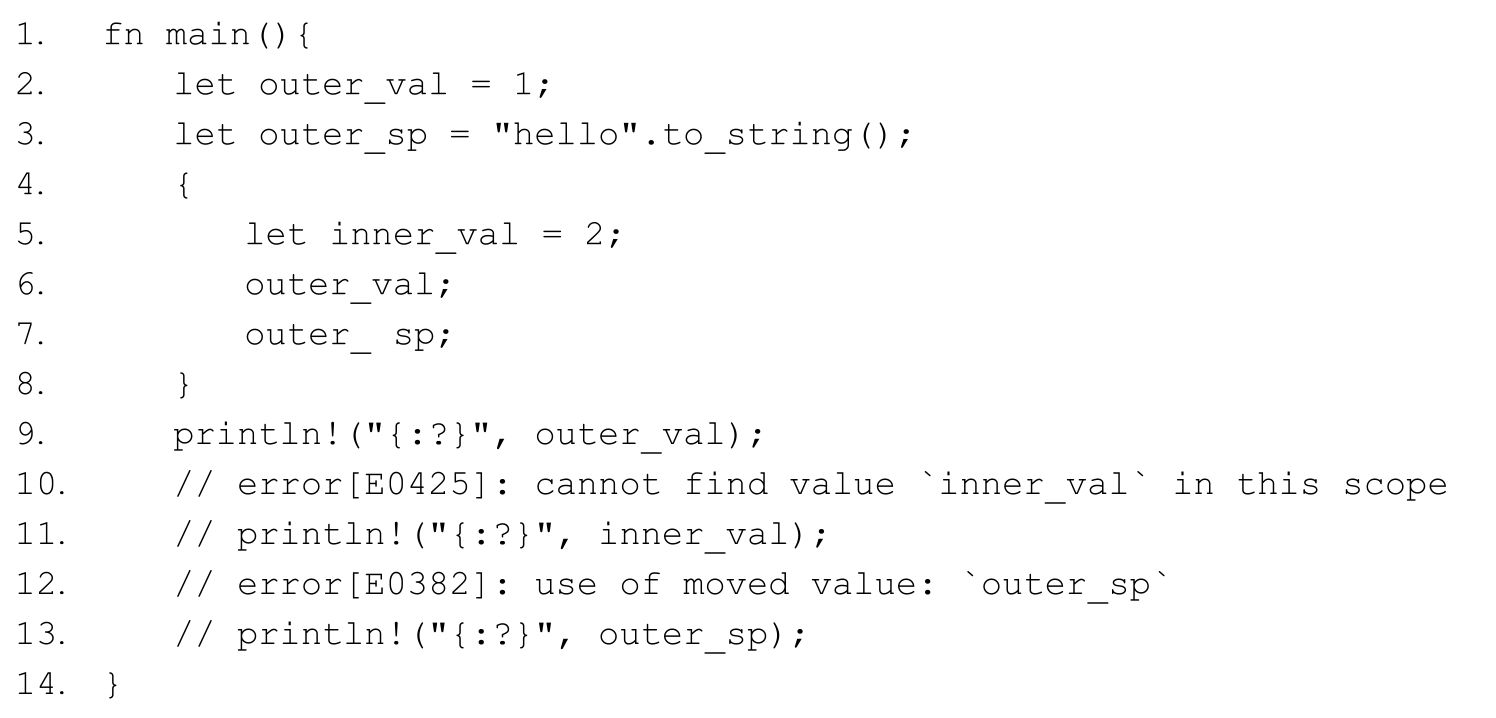 1. fn main(){
2. let outer_val = 1;
3. let outer_sp = "hello".to_string();
4. {
5. let inner_val = 2;
6. outer_val;
7. outer_ sp;
8. }
9. println!("{:?}", outer_val);
10. // error[E0425]: cannot find value `inner_val` in this scope
11. // println!("{:?}", inner_val);
12. // error[E0382]: use of moved value: `outer_sp`
13. // println!("{:?}", outer_sp);
14. }